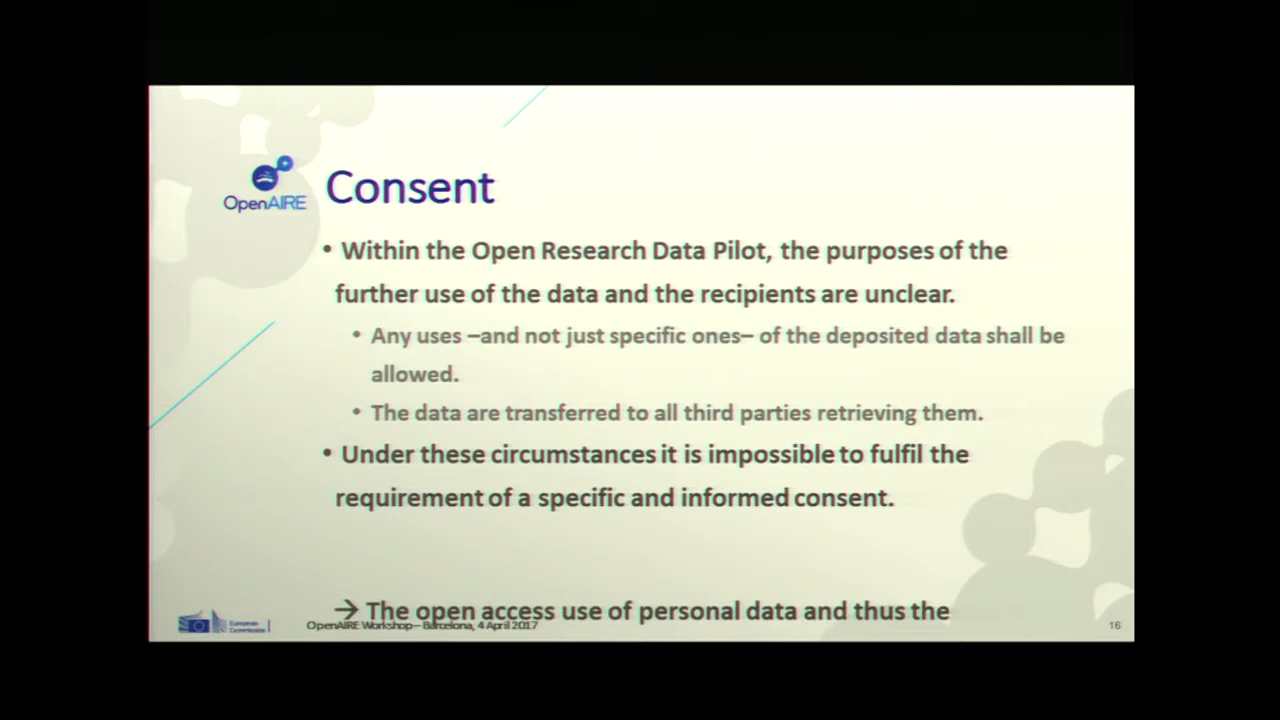 OpenAIRE
Consent
• Within the Open Research Data Pilot, the purposes of the
further use of the data and the recipients are unclear.
• Any uses –and not just specific ones– of the deposited data shall be
allowed.
• The data are transferred to all third parties retrieving them.
• Under these circumstances it is impossible to fulfil the
requirement of a specific and informed consent.
→ The open access use of personal data and thus the
European
Commission
OpenAIRE Workshop – Barcelona, 4 April 2017
16